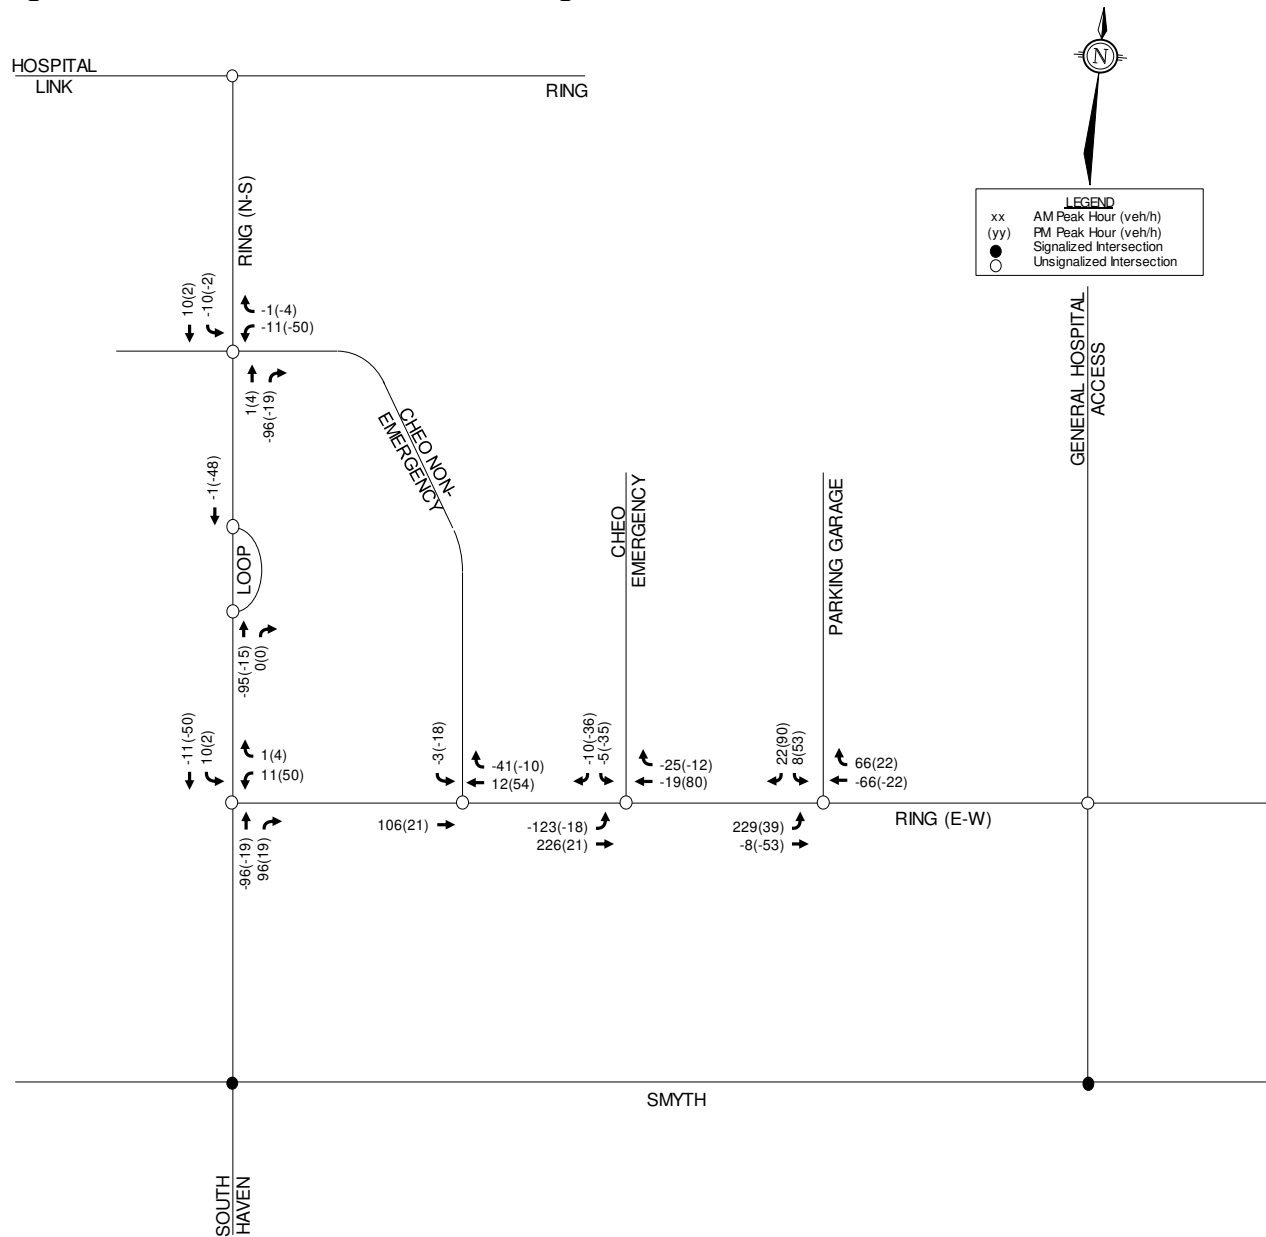 N
HOSPITAL
LINK
RING
LEGEND
xx AM Peak Hour (veh/h)
(yy) PM Peak Hour (veh/h)
Signalized Intersection
Unsignalized Intersection
RING (N-S)
10(2)
-10(-2)
-1(-4)
-11(-50)
1(4)
-96(-19)
CHEO NON-
EMERGENCY
GENERAL HOSPITAL
ACCESS
-1(-48)
LOOP
CHEO
EMERGENCY
PARKING GARAGE
-95(-15)
0(0)
-11(-50)
10(2)
1(4)
11(50)
-96(-19)
96(19)
-3(-18)
-41(-10)
12(54)
106(21)
-10(-36)
-5(-35)
-25(-12)
-19(80)
-123(-18)
226(21)
22(90)
8(53)
66(22)
-66(-22)
229(39)
-8(-53)
RING (E-W)
SMYTH
SOUTH
HAVEN